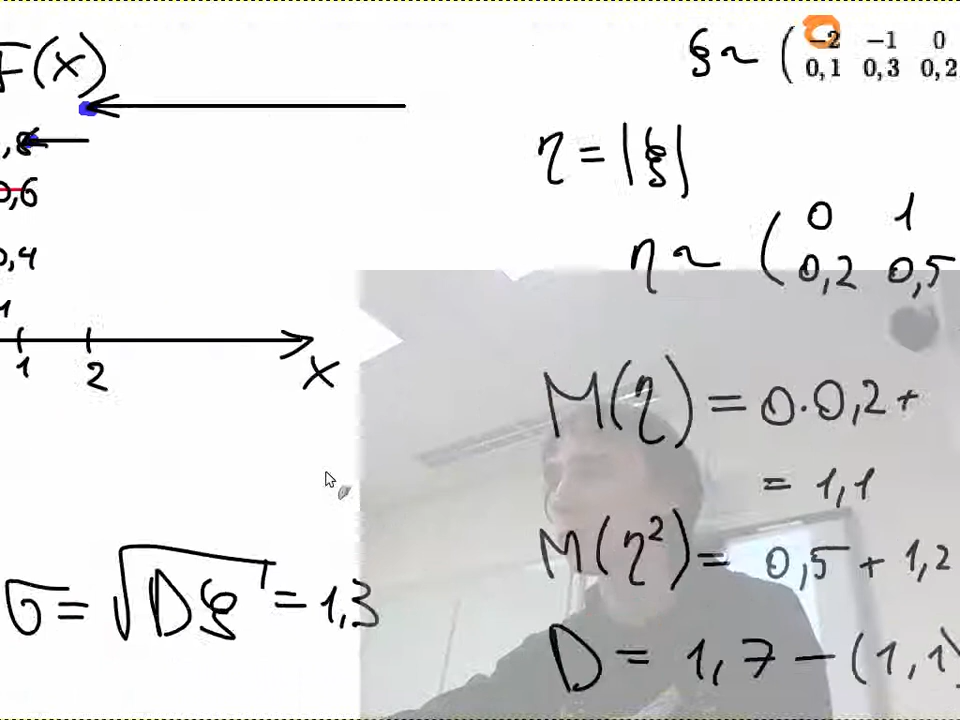 F(x)
,8
0,6
0,4
1
1 2 x
σ = √Dξ = 1,3
ξ ~ ( -2 -1 0
0,1 0,3 0,2
η = |ξ|
η ~ ( 0 1
0,2 0,5
M(η) = 0·0,2 +
= 1,1
M(η²) = 0,5 + 1,2
D = 1,7 - (1,1)